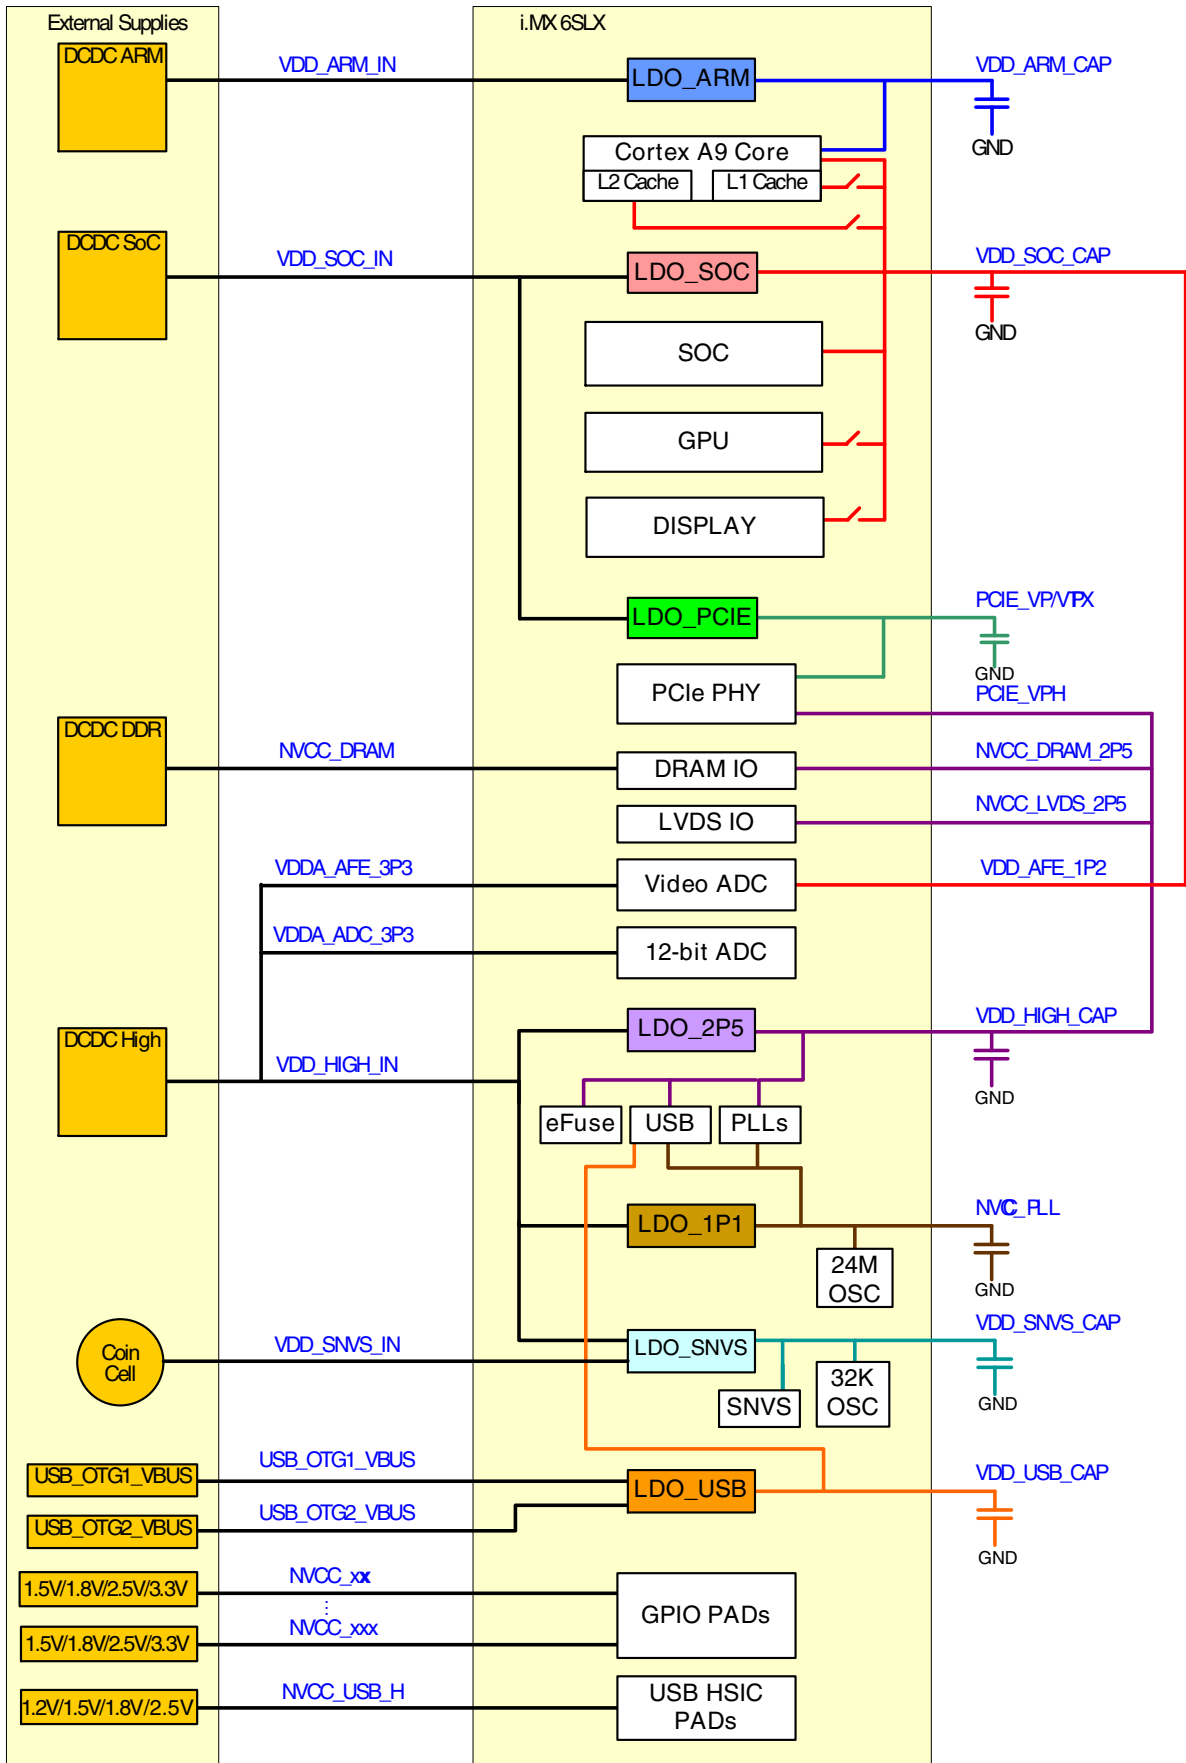 External Supplies
i.MX 6SLX
DCDC ARM
VDD_ARM_IN
LDO_ARM
VDD_ARM_CAP
GND
Cortex A9 Core
L2 Cache
L1 Cache
DCDC SoC
VDD_SOC_IN
LDO_SOC
VDD_SOC_CAP
GND
SOC
GPU
DISPLAY
LDO_PCIE
PCIE_VP/VTPX
GND
PCIe PHY
PCIE_VPH
DCDC DDR
NVCC_DRAM
DRAM IO
NVCC_DRAM_2P5
LVDS IO
NVCC_LVDS_2P5
VDDA_AFE_3P3
Video ADC
VDD_AFE_1P2
VDDA_ADC_3P3
12-bit ADC
DCDC High
VDD_HIGH_IN
LDO_2P5
VDD_HIGH_CAP
GND
eFuse
USB
PLLs
LDO_1P1
NVCC_PLL
GND
24M
OSC
Coin
Cell
VDD_SNVS_IN
LDO_SNVS
VDD_SNVS_CAP
GND
SNVS
32K
OSC
USB_OTG1_VBUS
USB_OTG1_VBUS
LDO_USB
VDD_USB_CAP
GND
USB_OTG2_VBUS
USB_OTG2_VBUS
1.5V/1.8V/2.5V/3.3V
NVCC_xx
GPIO PADs
1.5V/1.8V/2.5V/3.3V
NVCC_xxx
1.2V/1.5V/1.8V/2.5V
NVCC_USB_H
USB HSIC
PADs